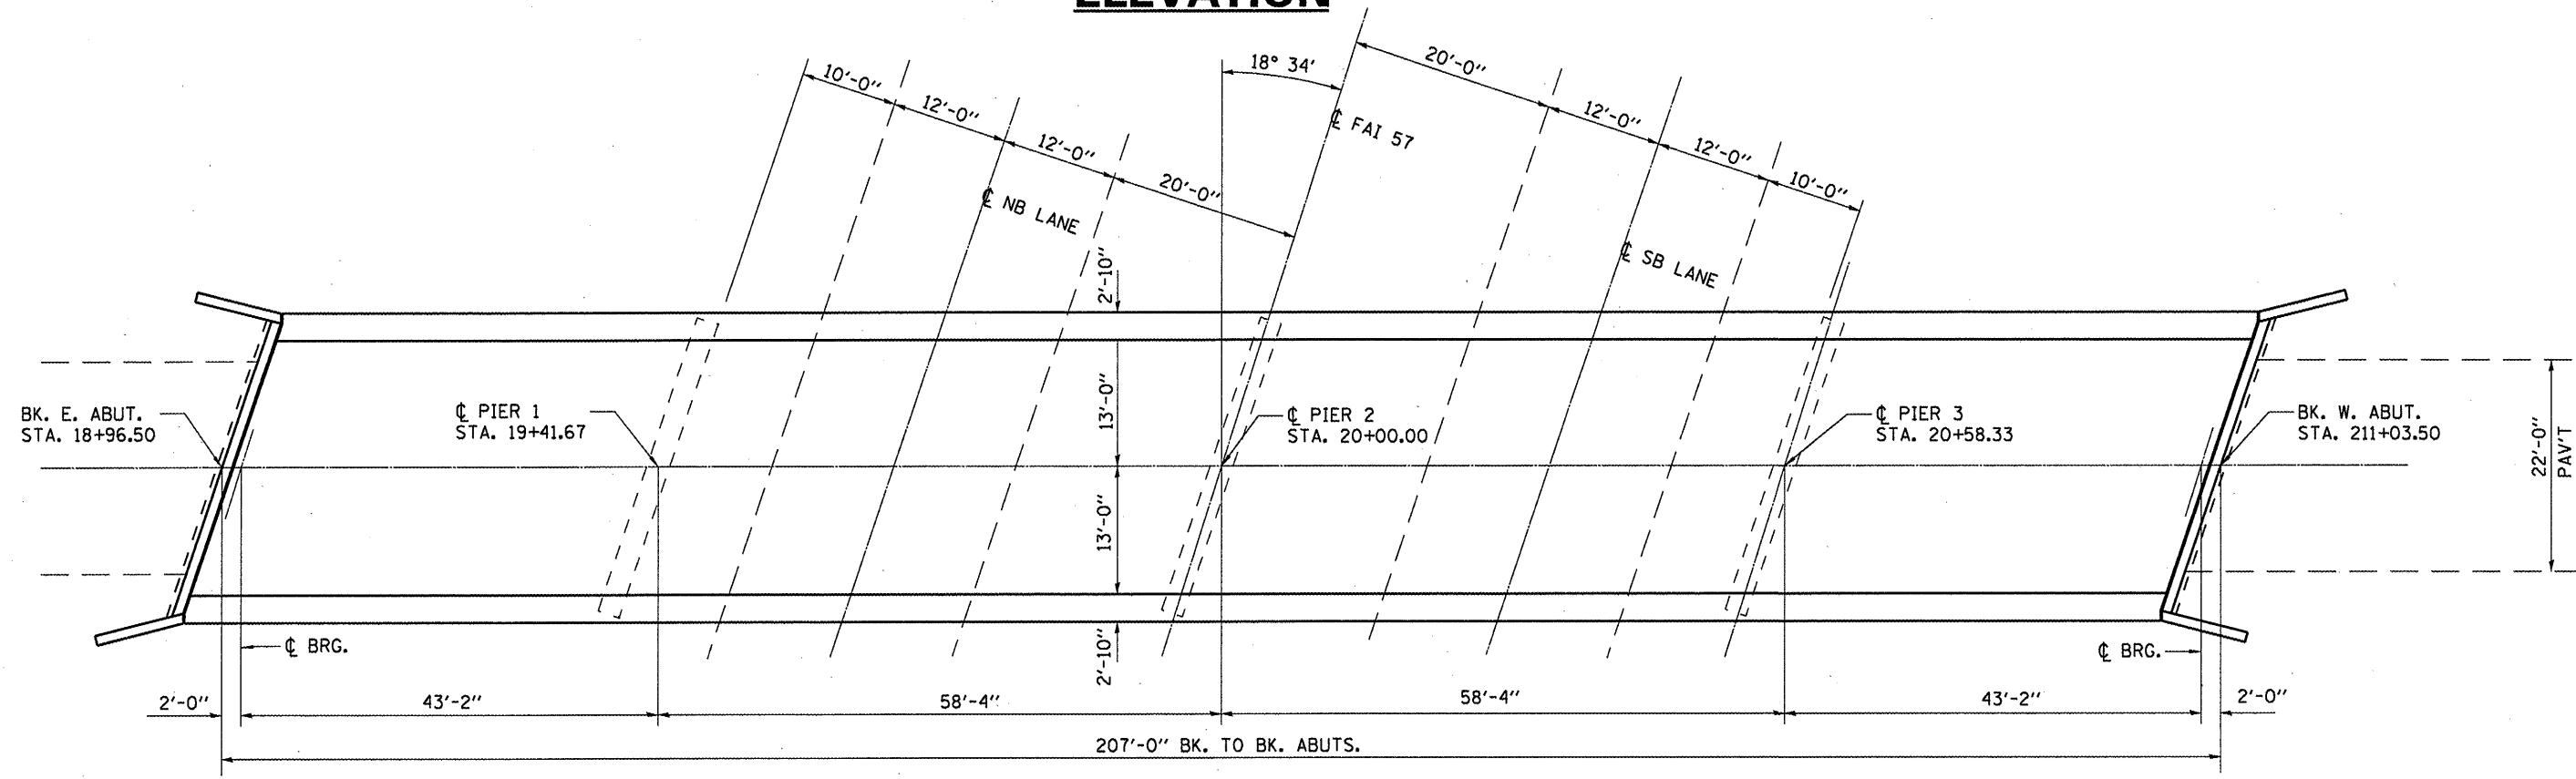 ELEVATION
10'-0"
12'-0"
12'-0"
20'-0"
18° 34'
20'-0"
12'-0"
12'-0"
10'-0"
℄ FAI 57
℄ NB LANE
℄ SB LANE
2'-10"
13'-0"
13'-0"
2'-10"
BK. E. ABUT.
STA. 18+96.50
℄ PIER 1
STA. 19+41.67
℄ PIER 2
STA. 20+00.00
℄ PIER 3
STA. 20+58.33
BK. W. ABUT.
STA. 211+03.50
22'-0"
PAV'T
℄ BRG.
℄ BRG.
2'-0"
43'-2"
58'-4"
58'-4"
43'-2"
2'-0"
207'-0" BK. TO BK. ABUTS.